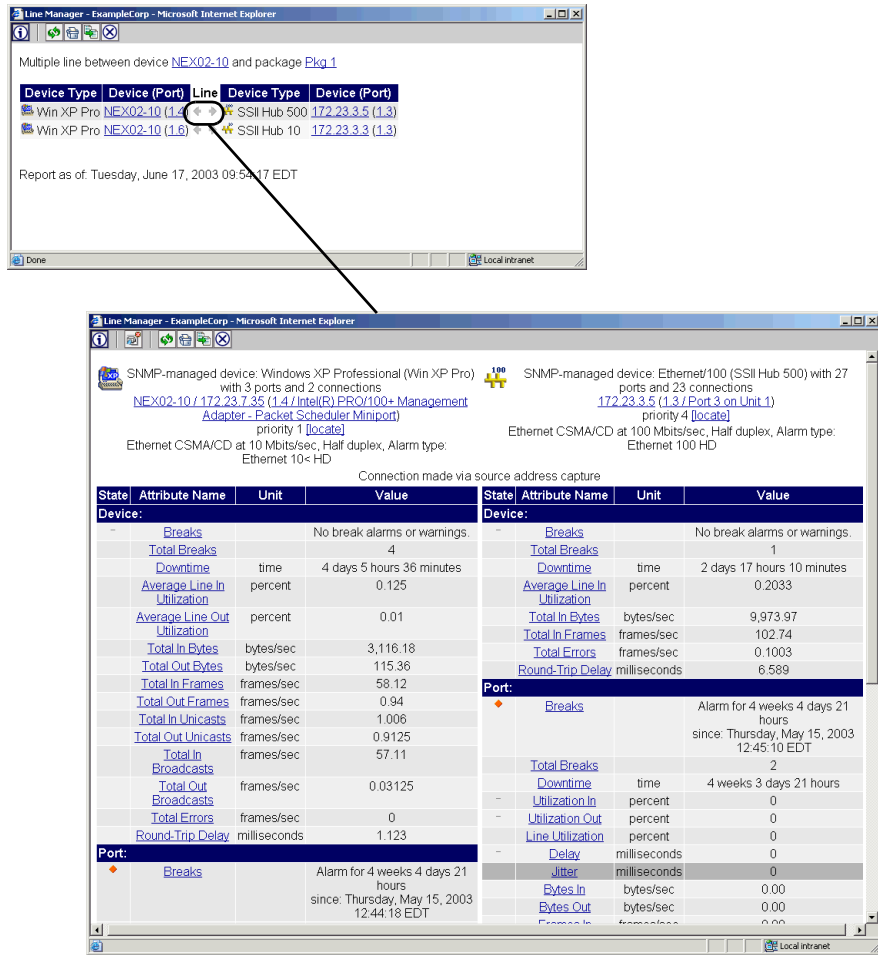 Line Manager - ExampleCorp - Microsoft Internet Explorer
Multiple line between device NEX02-10 and package Pkg 1
Device Type Device (Port) Line Device Type Device (Port)
Win XP Pro NEX02-10 (1.4) SSII Hub 500 172.23.3.5 (1.3)
Win XP Pro NEX02-10 (1.6) SSII Hub 10 172.23.3.3 (1.3)
Report as of: Tuesday, June 17, 2003 09:54:17 EDT
Done
Local intranet
Line Manager - ExampleCorp - Microsoft Internet Explorer
XP
SNMP-managed device: Windows XP Professional (Win XP Pro)
with 3 ports and 2 connections
NEX02-10 / 172.23.7.35 (1.4 / Intel(R) PRO/100+ Management
Adapter - Packet Scheduler Miniport)
priority 1 [locate]
Ethernet CSMA/CD at 10 Mbits/sec, Half duplex, Alarm type:
Ethernet 10< HD
100
SNMP-managed device: Ethernet/100 (SSII Hub 500) with 27
ports and 23 connections
172.23.3.5 (1.3 / Port 3 on Unit 1)
priority 4 [locate]
Ethernet CSMA/CD at 100 Mbits/sec, Half duplex, Alarm type:
Ethernet 100 HD
Connection made via source address capture
State Attribute Name Unit Value
Device:
Breaks No break alarms or warnings.
Total Breaks 4
Downtime time 4 days 5 hours 36 minutes
Average Line In percent 0.125
Utilization
Average Line Out percent 0.01
Utilization
Total In Bytes bytes/sec 3,116.18
Total Out Bytes bytes/sec 115.36
Total In Frames frames/sec 58.12
Total Out Frames frames/sec 0.94
Total In Unicasts frames/sec 1.006
Total Out Unicasts frames/sec 0.9125
Total In frames/sec 57.11
Broadcasts
Total Out frames/sec 0.03125
Broadcasts
Total Errors frames/sec 0
Round-Trip Delay milliseconds 1.123
Port:
Breaks Alarm for 4 weeks 4 days 21
hours
since: Thursday, May 15, 2003
12:44:18 EDT
State Attribute Name Unit Value
Device:
Breaks No break alarms or warnings.
Total Breaks 1
Downtime time 2 days 17 hours 10 minutes
Average Line In percent 0.2033
Utilization
Total In Bytes bytes/sec 9,973.97
Total In Frames frames/sec 102.74
Total Errors frames/sec 0.1003
Round-Trip Delay milliseconds 6.589
Port:
Breaks Alarm for 4 weeks 4 days 21
hours
since: Thursday, May 15, 2003
12:45:10 EDT
Total Breaks 2
Downtime time 4 weeks 3 days 21 hours
Utilization In percent 0
Utilization Out percent 0
Line Utilization percent 0
Delay milliseconds 0
Jitter milliseconds 0
Bytes In bytes/sec 0.00
Bytes Out bytes/sec 0.00
Frames In frames/sec 0.00
Local intranet